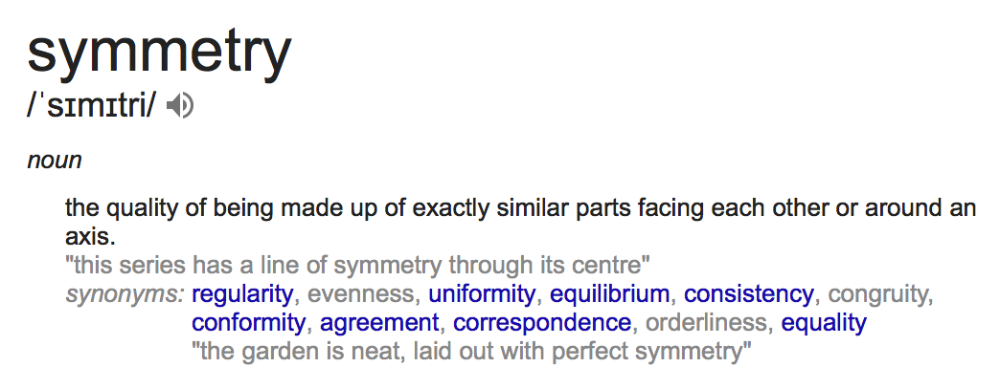 symmetry
/ˈsɪmɪtri/
noun
the quality of being made up of exactly similar parts facing each other or around an
axis.
"this series has a line of symmetry through its centre"
synonyms: regularity, evenness, uniformity, equilibrium, consistency, congruity,
conformity, agreement, correspondence, orderliness, equality
"the garden is neat, laid out with perfect symmetry"